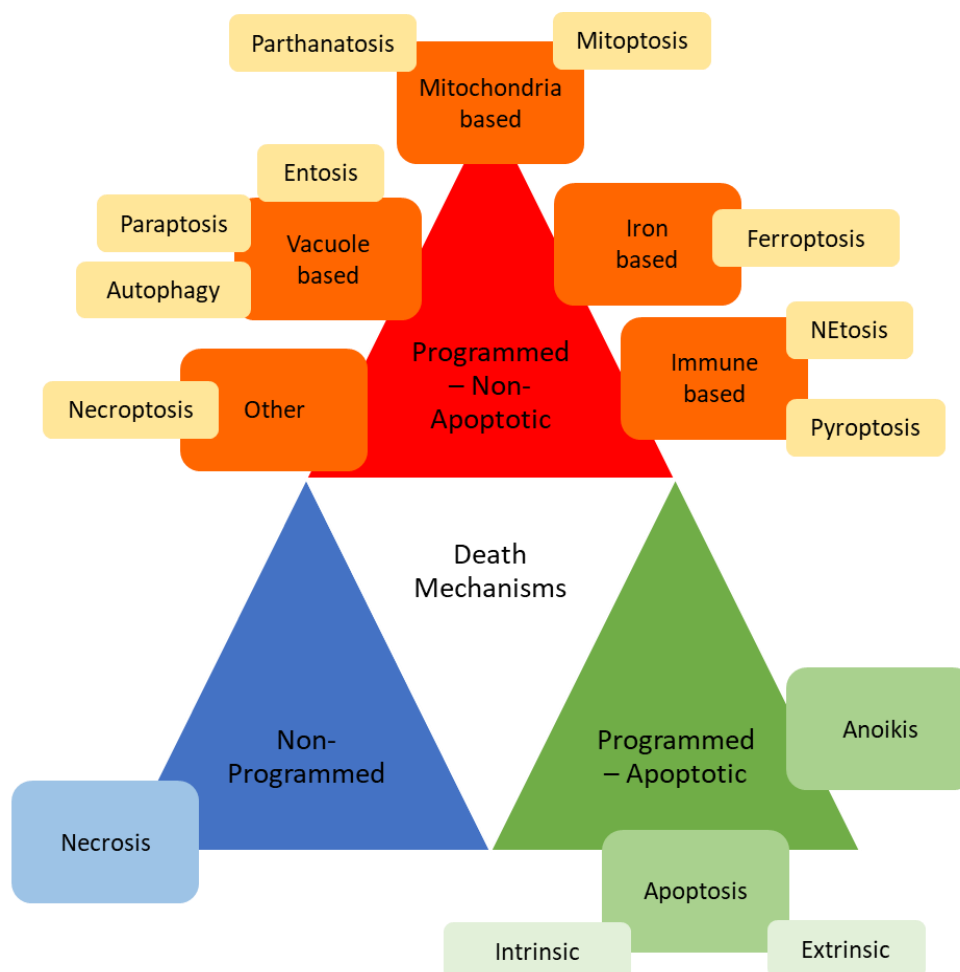 Parthanatosis
Mitoptosis
Mitochondria
based
Entosis
Paraptosis
Vacuole
based
Autophagy
Iron
based
Ferroptosis
NEtosis
Immune
based
Pyroptosis
Necroptosis
Other
Programmed
– Non-
Apoptotic
Death
Mechanisms
Non-
Programmed
Necrosis
Programmed
– Apoptotic
Anoikis
Apoptosis
Intrinsic
Extrinsic